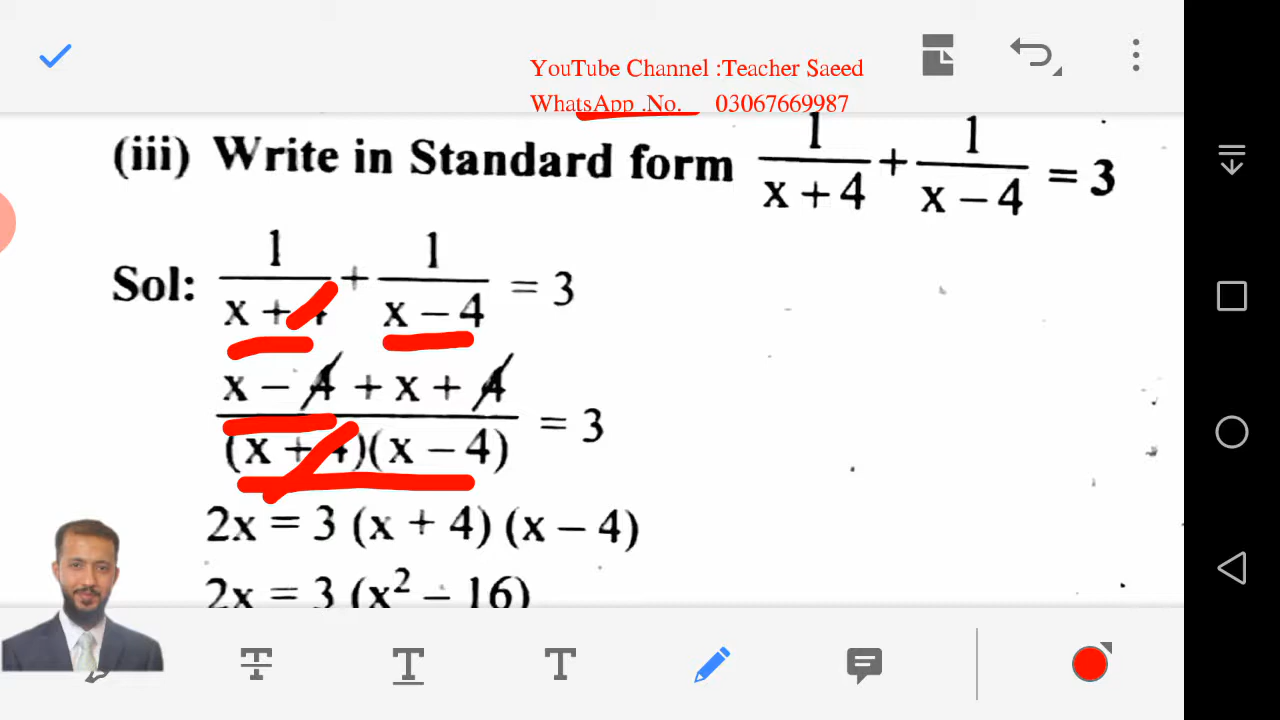 YouTube Channel :Teacher Saeed
WhatsApp .No. 03067669987
(iii) Write in Standard form 1/(x + 4) + 1/(x – 4) = 3
Sol: 1/(x + 4) + 1/(x – 4) = 3
(x – 4 + x + 4)/((x + 4)(x – 4)) = 3
2x = 3 (x + 4) (x – 4)
2x = 3 (x² – 16)
T T T